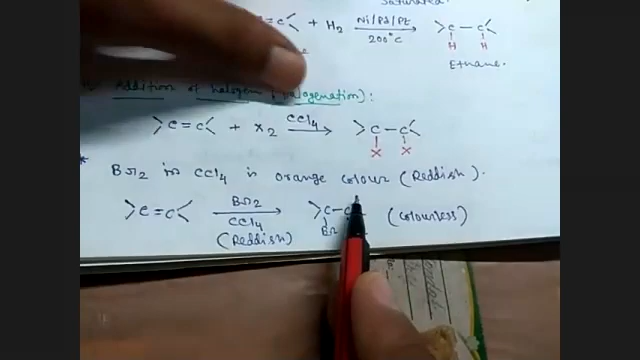 Saturated.
C=C + H2 Ni/Pd/Pt 200°C C - C
H H
Ethane.
Addition of halogen (halogenation):
C=C + X2 CCl4 C - C
X X
* Br2 in CCl4 is orange colour (Reddish).
C=C Br2 CCl4 C - C (Colourless)
(Reddish) Br